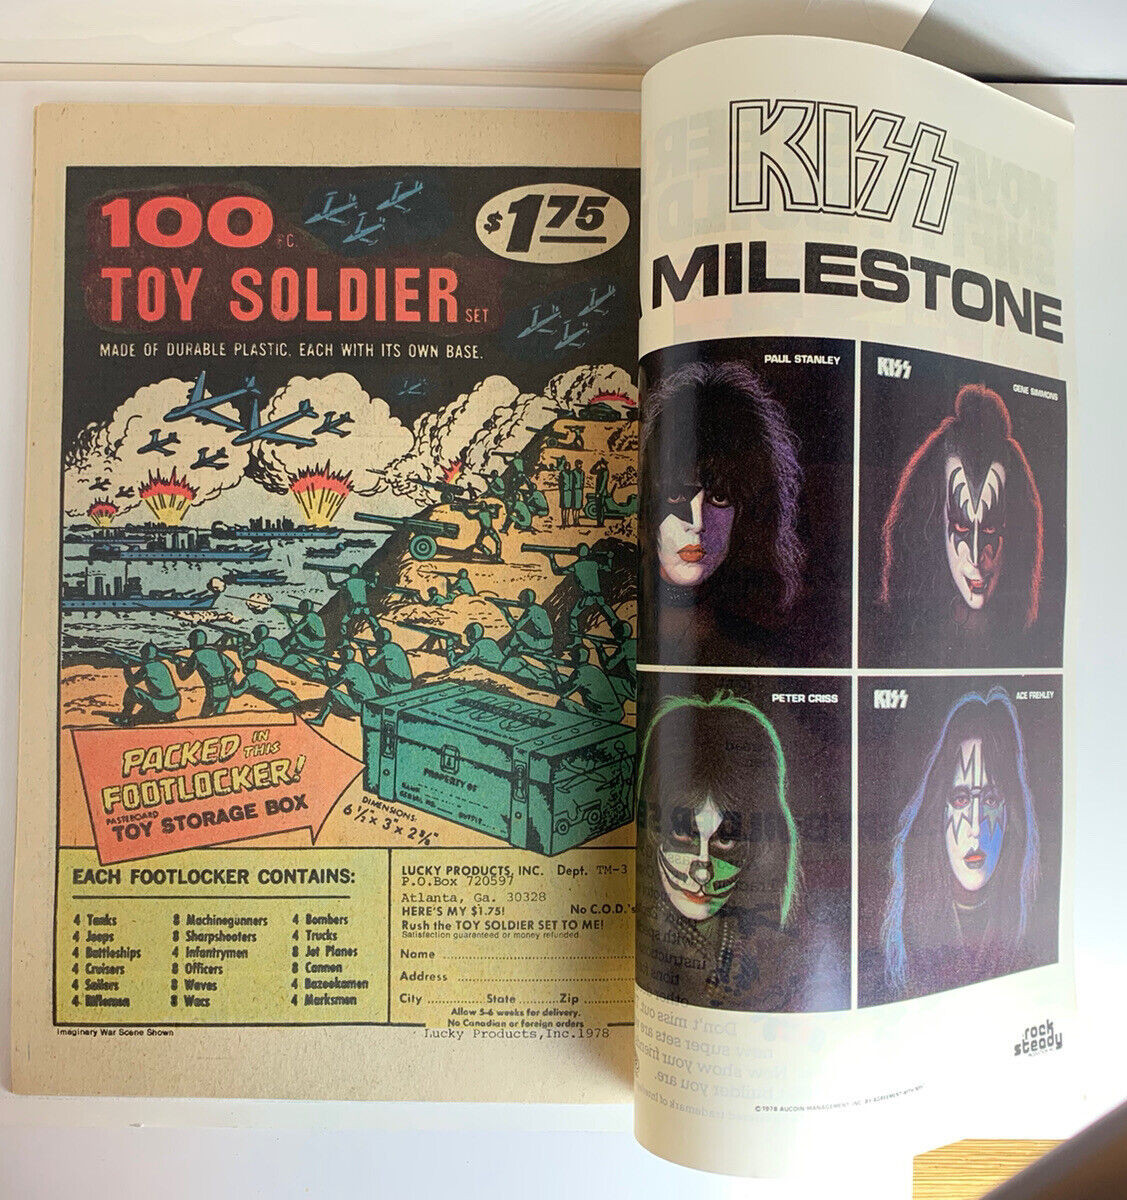 100 PC.
TOY SOLDIER SET
$1.75
MADE OF DURABLE PLASTIC. EACH WITH ITS OWN BASE.
PACKED IN THIS
FOOTLOCKER!
PASTEBOARD
TOY STORAGE BOX
DIMENSIONS:
PROPERTY OF
EACH FOOTLOCKER CONTAINS:
4 Tanks
4 Jeeps
4 Battleships
4 Cruisers
4 Sailors
4 Riflemen
8 Machinegunners
8 Sharpshooters
4 Infantrymen
8 Officers
8 Waves
8 Wacs
4 Bombers
4 Trucks
8 Jet Planes
8 Cannon
4 Bazookamen
4 Marksmen
Imaginary War Scene Shown
LUCKY PRODUCTS, INC. Dept. TM-3
P.O.Box 720597
Atlanta, Ga. 30328
HERE'S MY $1.75! No C.O.D.'s
Rush the TOY SOLDIER SET TO ME!
Satisfaction guaranteed or money refunded
Name
Address
City State Zip
Allow 5-6 weeks for delivery.
No Canadian or foreign orders
Lucky Products,Inc.1978
KISS
MILESTONE
PAUL STANLEY
KISS
GENE SIMMONS
PETER CRISS
KISS
ACE FREHLEY
rock
steady
©1978 AUCOIN MANAGEMENT, INC. BY AGREEMENT WITH